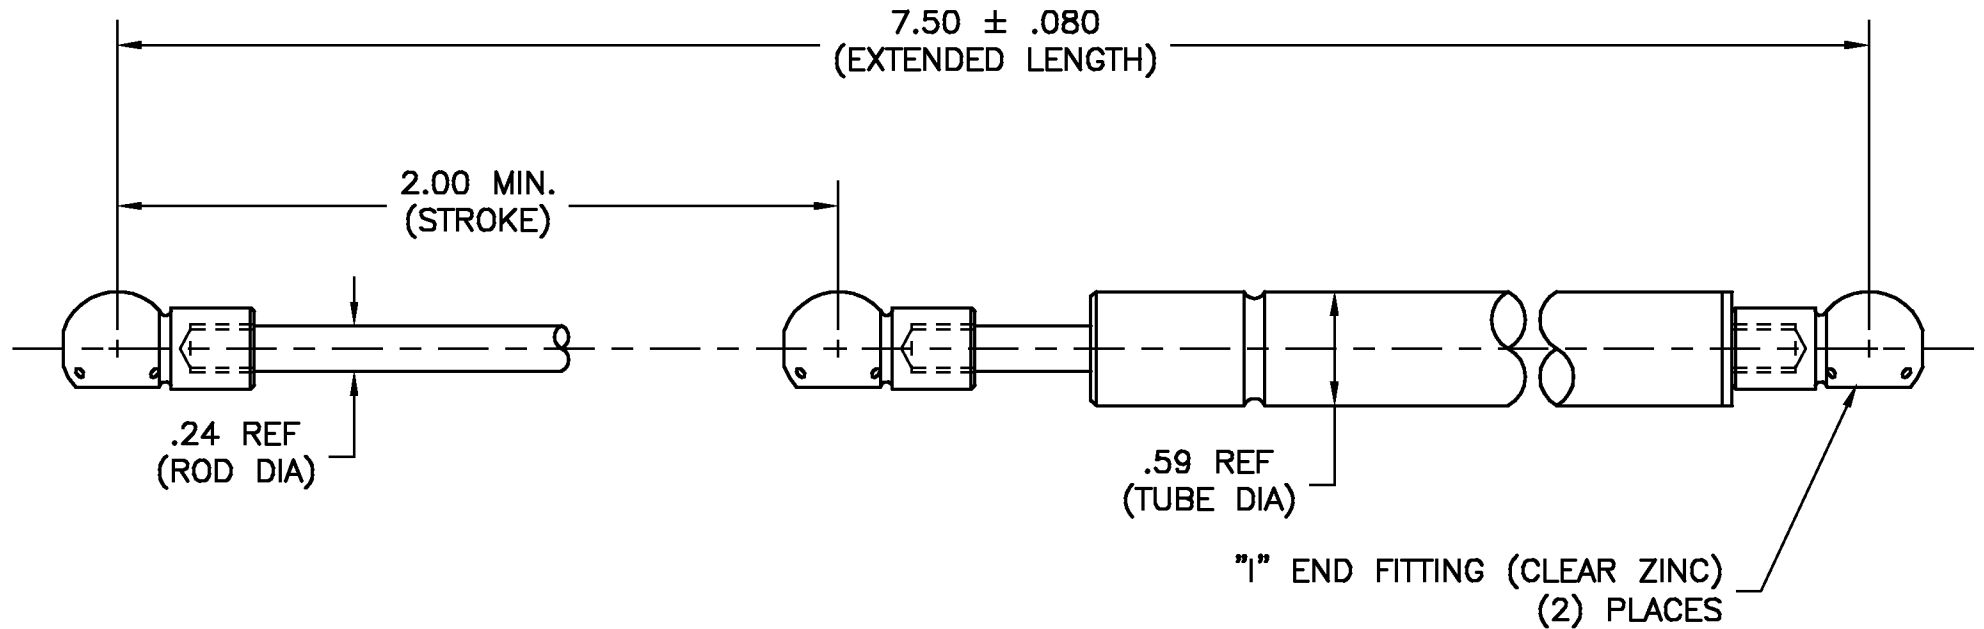 7.50 ± .080
(EXTENDED LENGTH)
2.00 MIN.
(STROKE)
.24 REF
(ROD DIA)
.59 REF
(TUBE DIA)
"I" END FITTING (CLEAR ZINC)
(2) PLACES